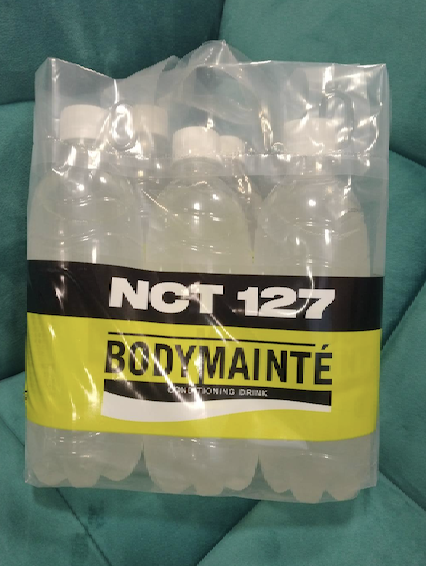 NCT 127
BODYMAINTÉ
CONDITIONING DRINK